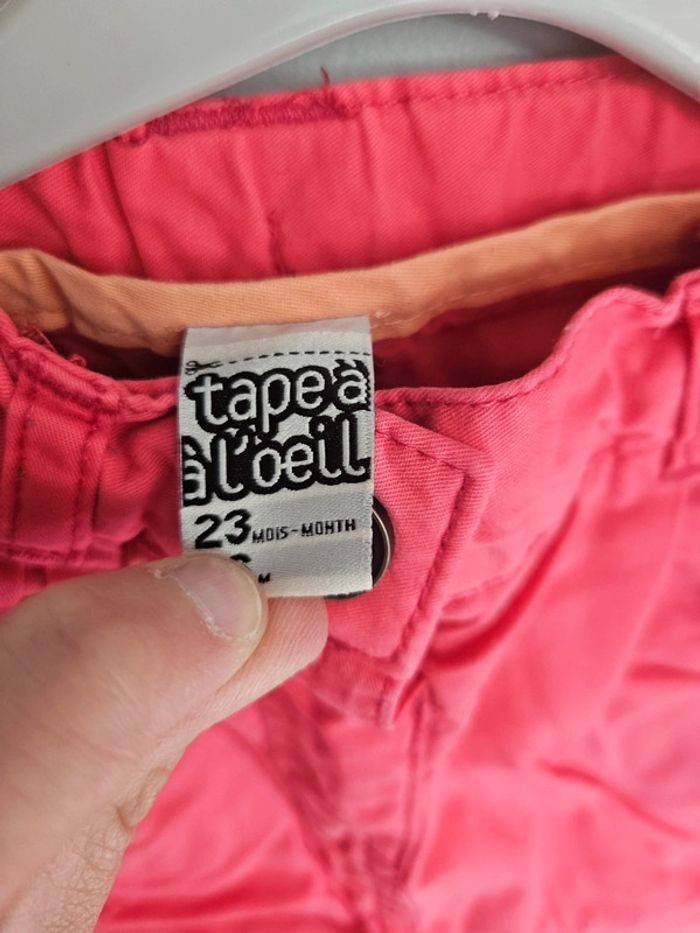 tape à
à l'oeil
23 MOIS-MONTH
M